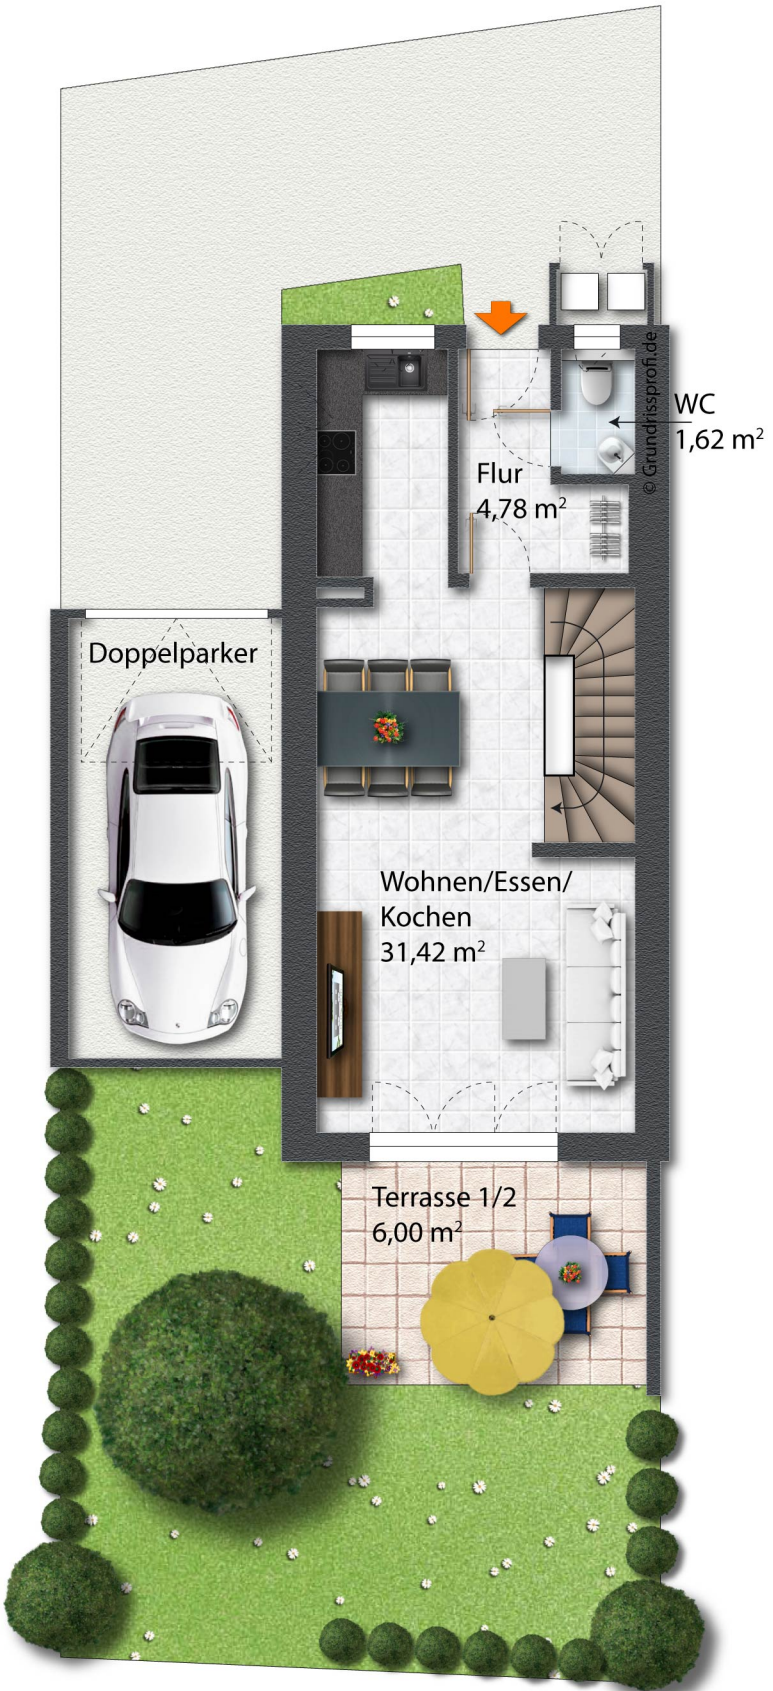 © Grundrissprofi.de
WC
1,62 m²
Flur
4,78 m²
Doppelparker
Wohnen/Essen/
Kochen
31,42 m²
Terrasse 1/2
6,00 m²